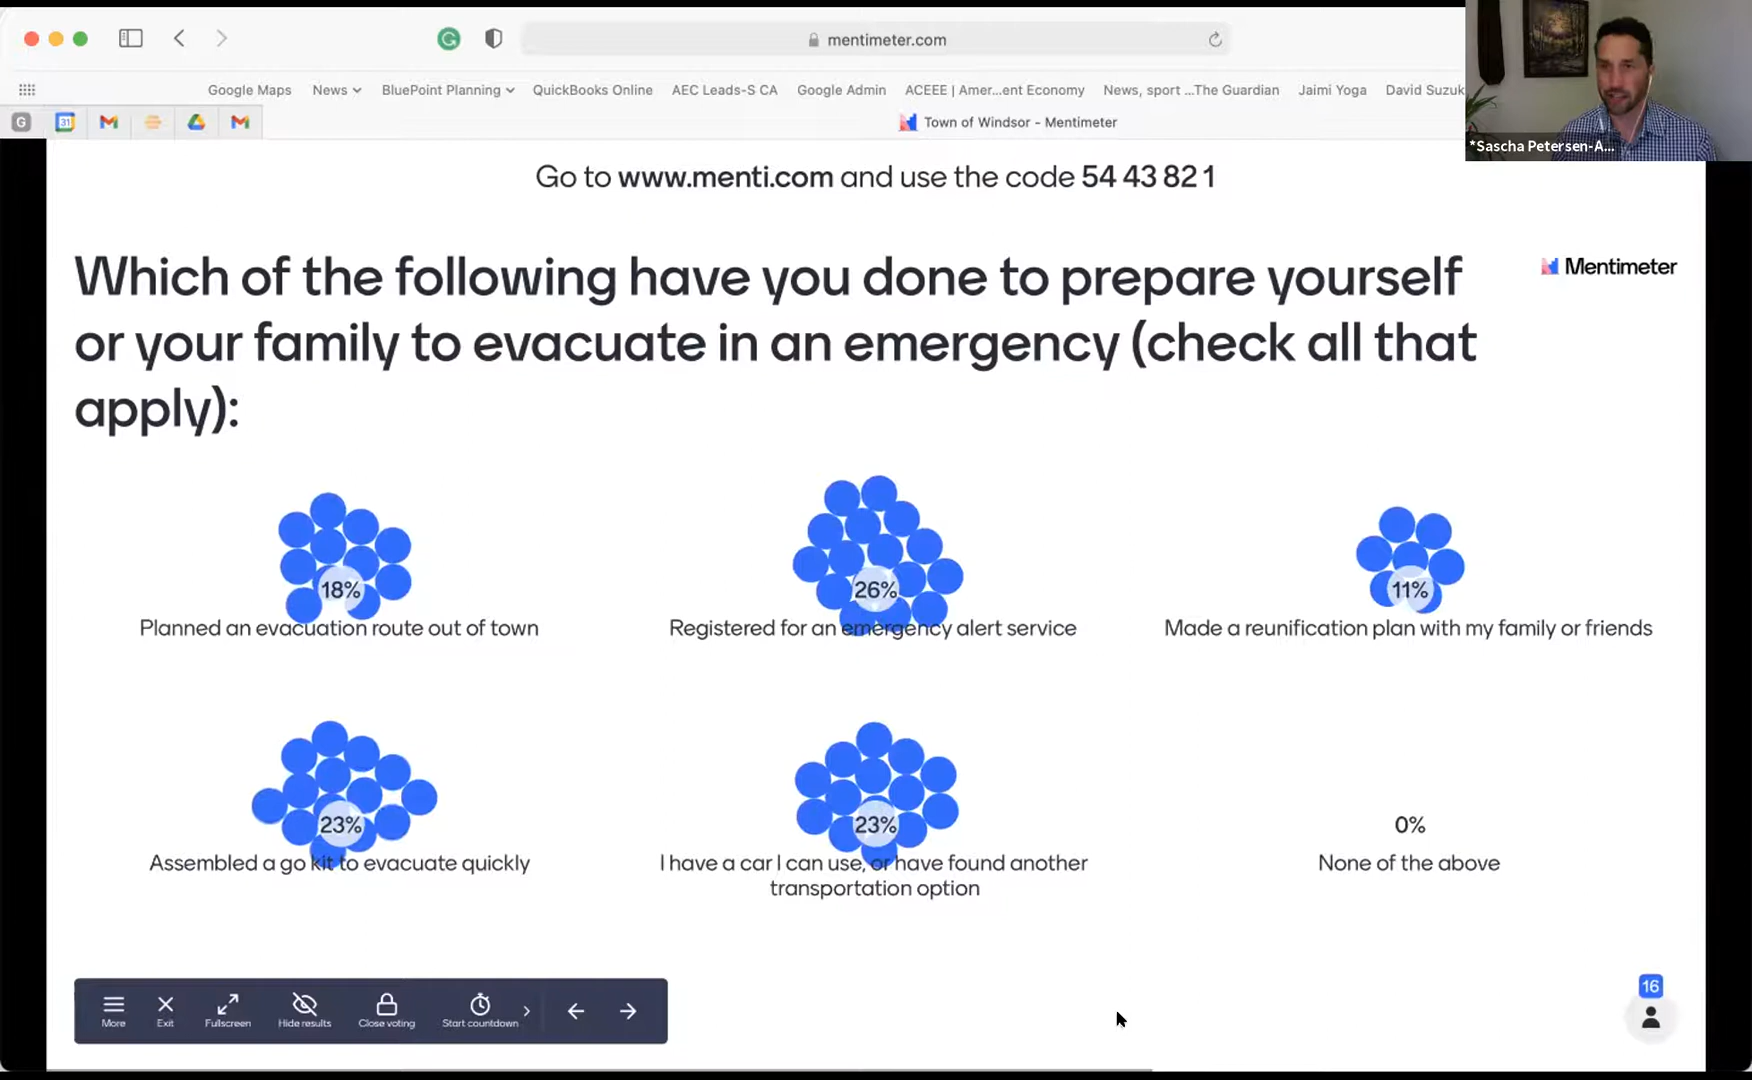 mentimeter.com
Google Maps
News
BluePoint Planning
QuickBooks Online
AEC Leads-S CA
Google Admin
ACEEE | Amer...ent Economy
News, sport ...The Guardian
Jaimi Yoga
David Suzuk
G
31
Town of Windsor - Mentimeter
*Sascha Petersen-A...
Go to www.menti.com and use the code 54 43 82 1
Mentimeter
Which of the following have you done to prepare yourself
or your family to evacuate in an emergency (check all that
apply):
18%
Planned an evacuation route out of town
26%
Registered for an emergency alert service
11%
Made a reunification plan with my family or friends
23%
Assembled a go kit to evacuate quickly
23%
I have a car I can use, or have found another
transportation option
0%
None of the above
More
Exit
Fullscreen
Hide results
Close voting
Start countdown
16